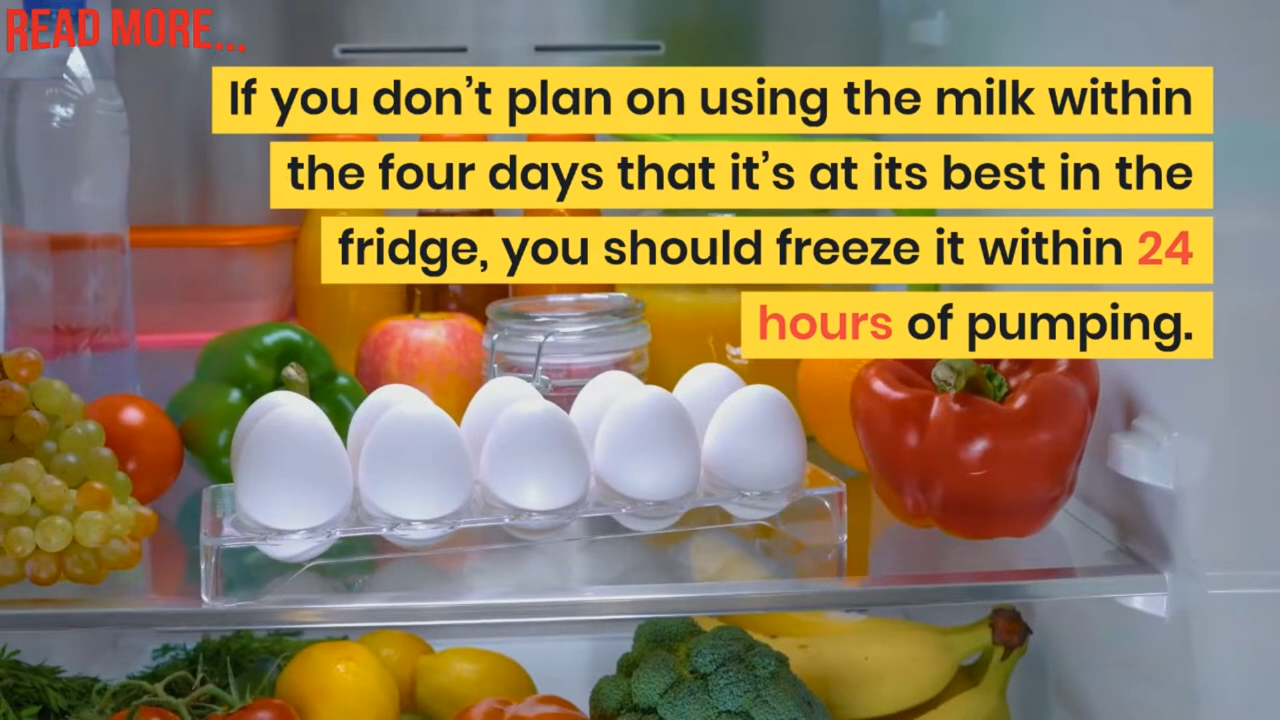 READ MORE...
If you don’t plan on using the milk within
the four days that it’s at its best in the
fridge, you should freeze it within 24
hours of pumping.